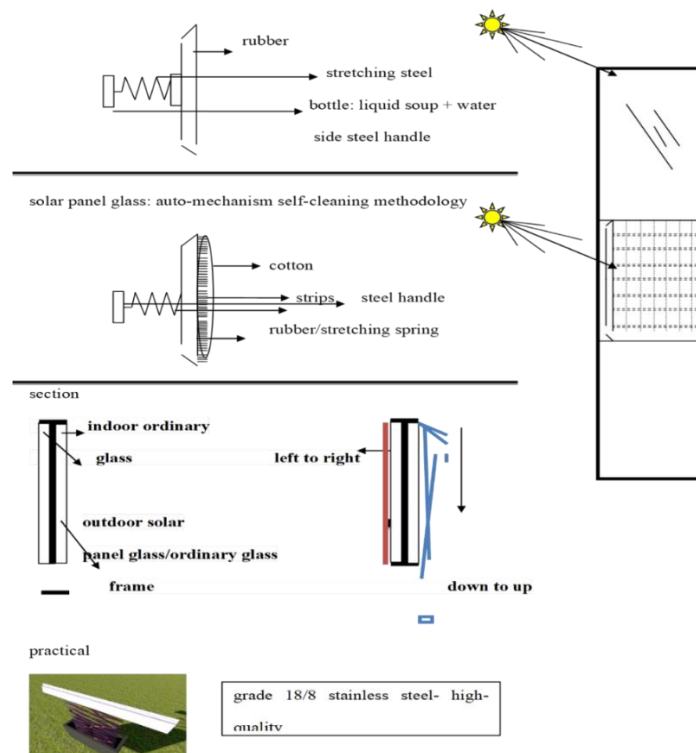 rubber
stretching steel
bottle: liquid soup + water
side steel handle
solar panel glass: auto-mechanism self-cleaning methodology
cotton
strips steel handle
rubber/stretching spring
section
indoor ordinary
glass left to right
outdoor solar
panel glass/ordinary glass
frame down to up
practical
grade 18/8 stainless steel- high-
quality